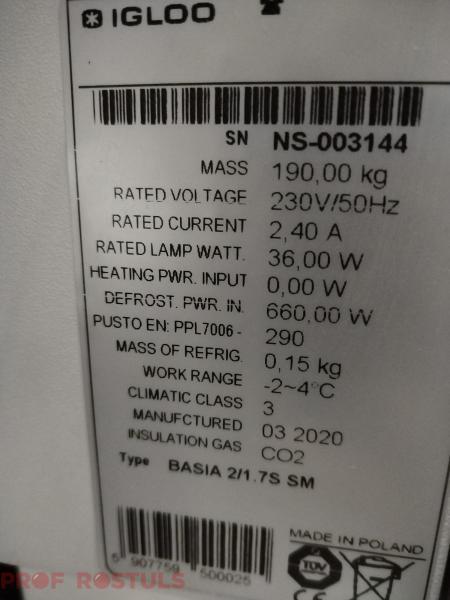 IGLOO
SN NS-003144
MASS 190,00 kg
RATED VOLTAGE 230V/50Hz
RATED CURRENT 2,40 A
RATED LAMP WATT. 36,00 W
HEATING PWR. INPUT 0,00 W
DEFROST. PWR. IN. 660,00 W
PUSTO EN: PPL7006 - 290
MASS OF REFRIG. 0,15 kg
WORK RANGE -2~4°C
CLIMATIC CLASS 3
MANUFCTURED 03 2020
INSULATION GAS CO2
Type BASIA 2/1.7S SM
5 907759 500025
MADE IN POLAND
TÜV
CE
PROF ROSTULS